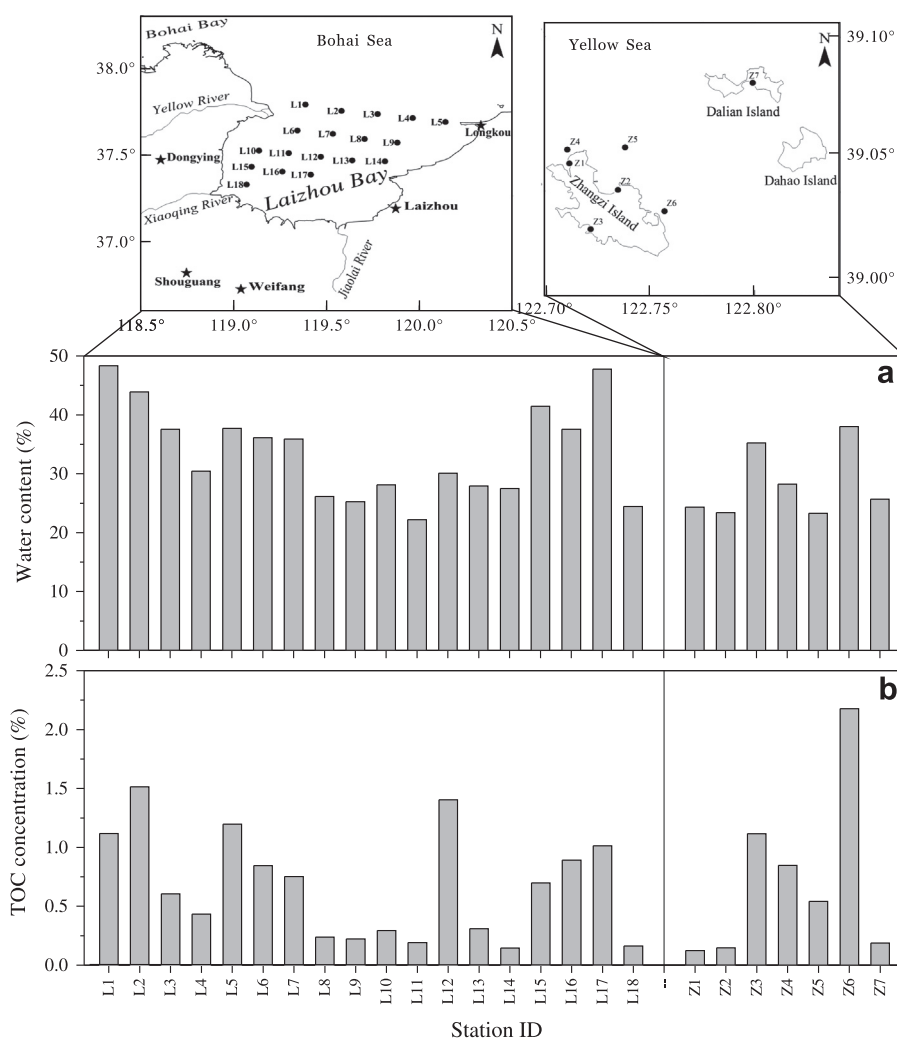 Bohai Bay
Bohai Sea
N
38.0°
Yellow River
L1
L2
L3
L4
L5
Longkou
L6
L7
L8
L9
37.5°
Dongying
L10
L11
L12
L13
L14
L15
L16
L17
L18
Laizhou Bay
Xiaoqing River
Laizhou
37.0°
Jiaolai River
Shouguang
Weifang
118.5°
119.0°
119.5°
120.0°
120.5°
Yellow Sea
N
39.10°
Z7
Dalian Island
Z4
Z5
39.05°
Z1
Dahao Island
Zhangzi Island
Z2
Z6
Z3
39.00°
122.70°
122.75°
122.80°
a
50
40
30
20
10
0
Water content (%)
b
2.5
2.0
1.5
1.0
0.5
0.0
TOC concentration (%)
L1 L2 L3 L4 L5 L6 L7 L8 L9 L10 L11 L12 L13 L14 L15 L16 L17 L18 -- Z1 Z2 Z3 Z4 Z5 Z6 Z7
Station ID